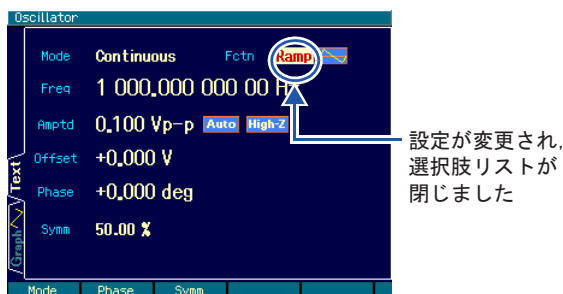 Oscillator
Mode Continuous Fctn Ramp
Freq 1 000.000 000 00 H
Amptd 0.100 Vp-p Auto High-Z
Offset +0.000 V
Phase +0.000 deg
Symm 50.00 %
Text
Graph
Mode Phase Symm
設定が変更され,
選択肢リストが
閉じました